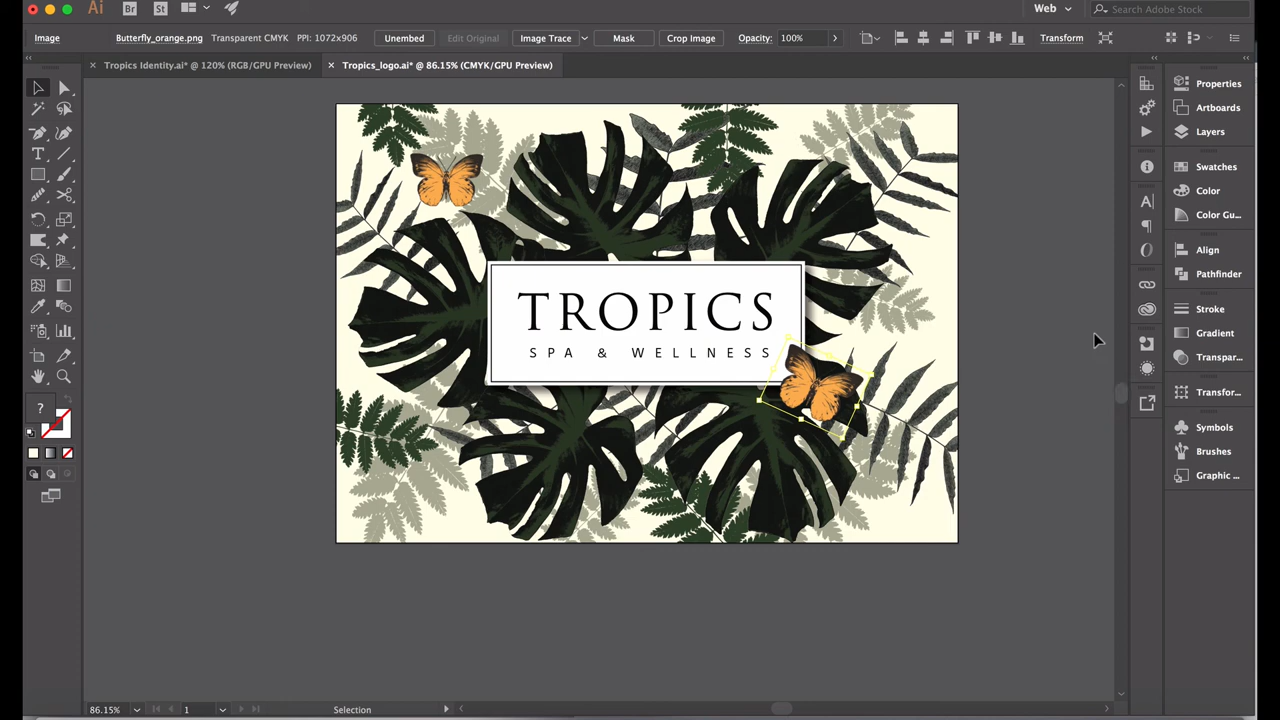 Ai Br St Web Search Adobe Stock
Image Butterfly_orange.png Transparent CMYK PPI: 1072x906 Unembed Edit Original Image Trace Mask Crop Image Opacity: 100% Transform
Tropics Identity.ai* @ 120% (RGB/GPU Preview) Tropics_logo.ai* @ 86.15% (CMYK/GPU Preview)
Properties
Artboards
Layers
Swatches
Color
Color Gu...
Align
Pathfinder
Stroke
Gradient
Transpar...
Transfor...
Symbols
Brushes
Graphic ...
TROPICS
SPA & WELLNESS
?
86.15% 1 Selection